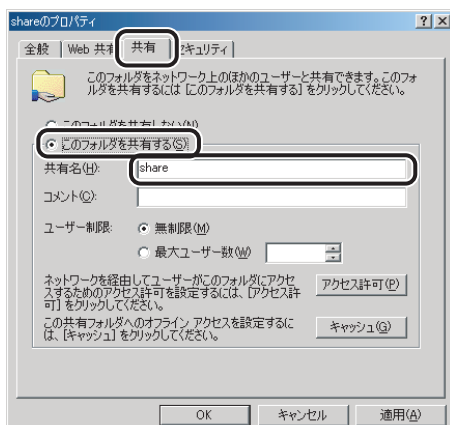 shareのプロパティ
全般
Web 共有
共有
セキュリティ
このフォルダをネットワーク上のほかのユーザーと共有できます。このフォ
ルダを共有するには [このフォルダを共有する] をクリックしてください。
このフォルダを共有しない(N)
このフォルダを共有する(S)
共有名(H): share
コメント(C):
ユーザー制限: 無制限(M)
最大ユーザー数(W)
ネットワークを経由してユーザーがこのフォルダにアクセ
スするためのアクセス許可を設定するには、[アクセス許
可] をクリックしてください。
アクセス許可(P)
この共有フォルダへのオフライン アクセスを設定するに
は、[キャッシュ] をクリックしてください。
キャッシュ(G)
OK
キャンセル
適用(A)